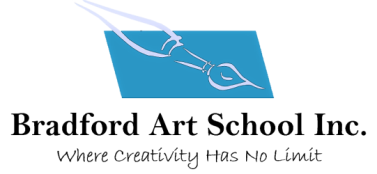 Bradford Art School Inc.
Where Creativity Has No Limit